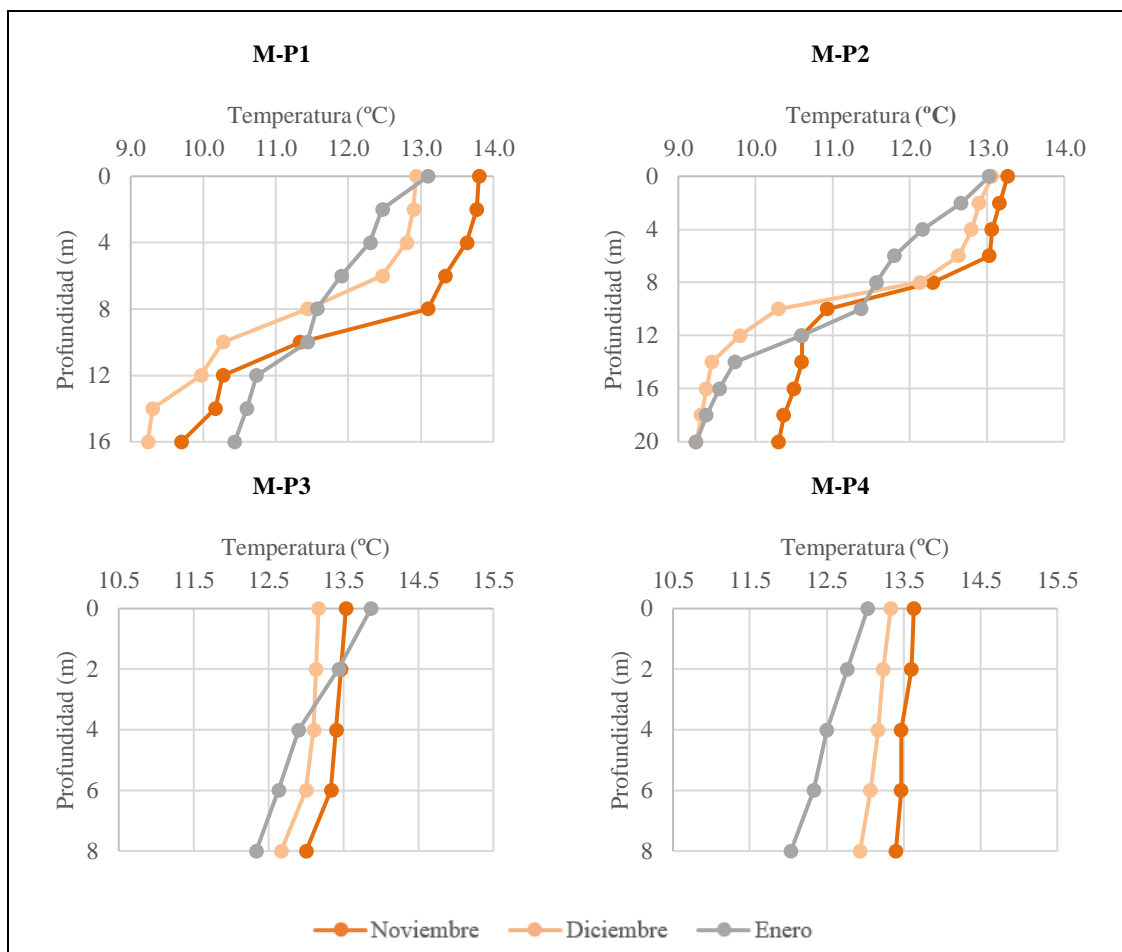 M-P1
Temperatura (ºC)
9.0 10.0 11.0 12.0 13.0 14.0
0
4
8
12
16
Profundidad (m)
M-P2
Temperatura (ºC)
9.0 10.0 11.0 12.0 13.0 14.0
0
4
8
12
16
20
Profundidad (m)
M-P3
Temperatura (ºC)
10.5 11.5 12.5 13.5 14.5 15.5
0
2
4
6
8
Profundidad (m)
M-P4
Temperatura (ºC)
10.5 11.5 12.5 13.5 14.5 15.5
0
2
4
6
8
Profundidad (m)
Noviembre Diciembre Enero